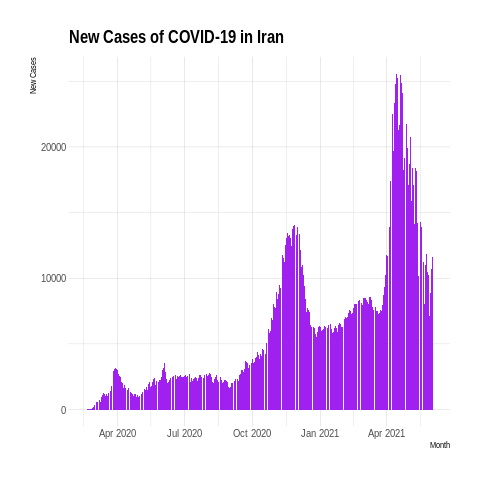 New Cases of COVID-19 in Iran
New Cases
20000
10000
0
Apr 2020 Jul 2020 Oct 2020 Jan 2021 Apr 2021
Month